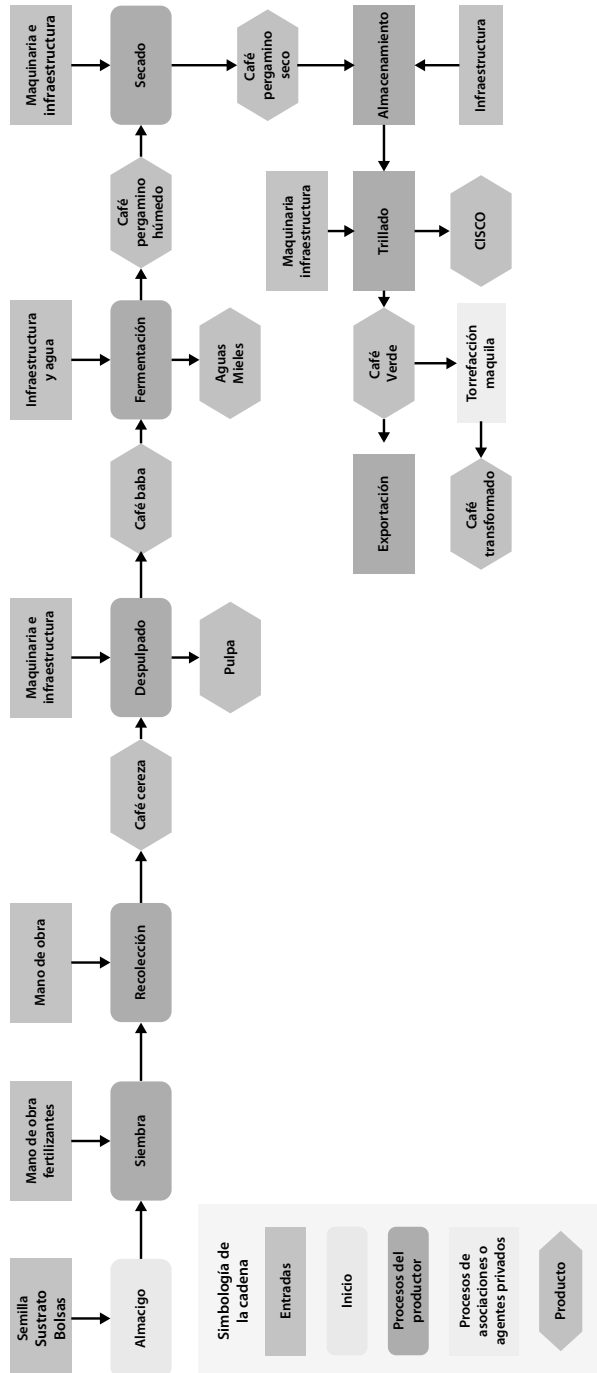 Semilla
Sustrato
Bolsas
Mano de obra
fertilizantes
Mano de obra
Maquinaria e
infraestructura
Infraestructura
y agua
Maquinaria e
infraestructura
Almacigo
Siembra
Recolección
Café cereza
Despulpado
Café baba
Fermentación
Café
pergamino
húmedo
Secado
Pulpa
Aguas
Mieles
Café
pergamino
seco
Maquinaria
infraestructura
Almacenamiento
Infraestructura
Trillado
CISCO
Café
Verde
Exportación
Torrefacción
maquila
Café
transformado
Simbología de
la cadena
Entradas
Inicio
Procesos del
productor
Procesos de
asociaciones o
agentes privados
Producto